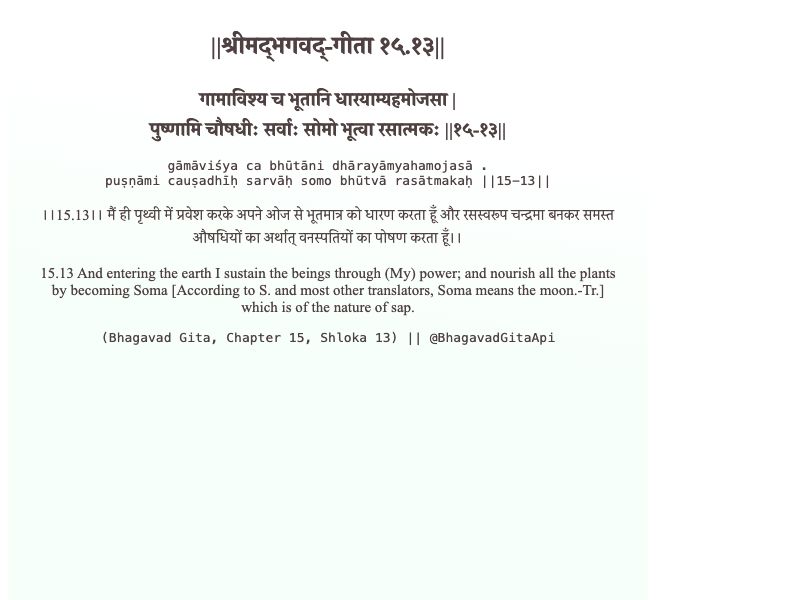 ||श्रीमद्‍भगवद्‍-गीता १५.१३||
गामाविश्य च भूतानि धारयाम्यहमोजसा |
पुष्णामि चौषधीः सर्वाः सोमो भूत्वा रसात्मकः ||१५-१३||
gāmāviśya ca bhūtāni dhārayāmyahamojasā .
puṣṇāmi cauṣadhīḥ sarvāḥ somo bhūtvā rasātmakaḥ ||15-13||
।।15.13।। मैं ही पृथ्वी में प्रवेश करके अपने ओज से भूतमात्र को धारण करता हूँ और रसस्वरूप चन्द्रमा बनकर समस्त
औषधियों का अर्थात् वनस्पतियों का पोषण करता हूँ।।
15.13 And entering the earth I sustain the beings through (My) power; and nourish all the plants
by becoming Soma [According to S. and most other translators, Soma means the moon.-Tr.]
which is of the nature of sap.
(Bhagavad Gita, Chapter 15, Shloka 13) || @BhagavadGitaApi